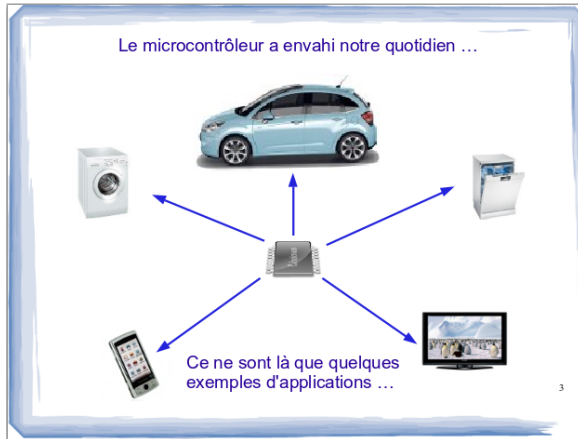 Le microcontrôleur a envahi notre quotidien …
Ce ne sont là que quelques
exemples d'applications …
3